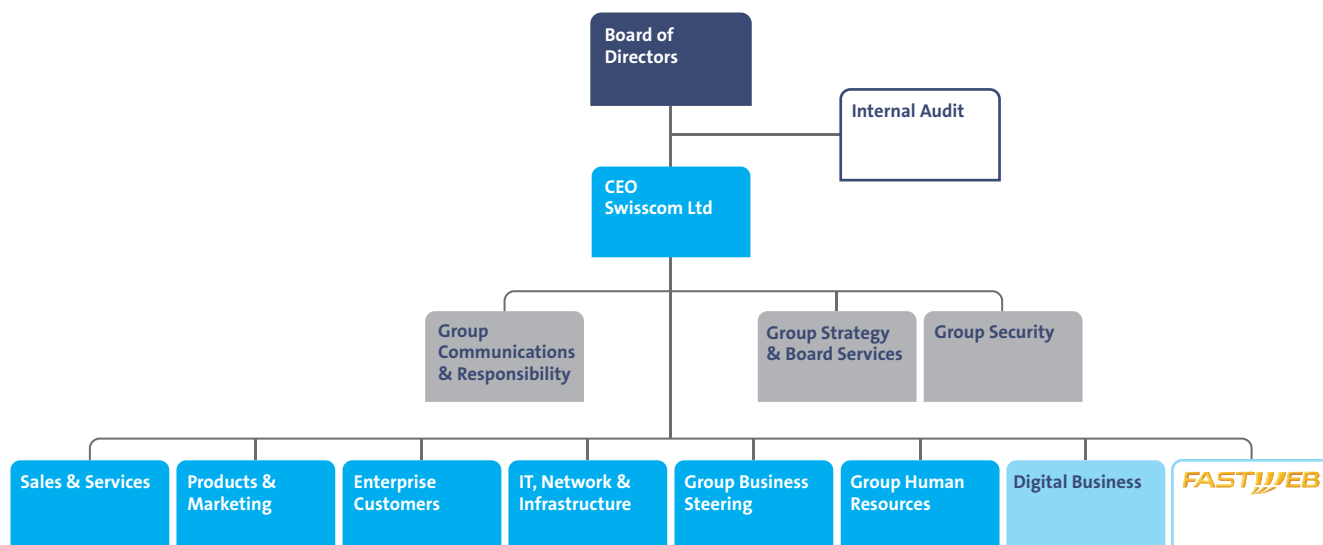 Board of
Directors
Internal Audit
CEO
Swisscom Ltd
Group
Communications
& Responsibility
Group Strategy
& Board Services
Group Security
Sales & Services
Products &
Marketing
Enterprise
Customers
IT, Network &
Infrastructure
Group Business
Steering
Group Human
Resources
Digital Business
FASTWEB